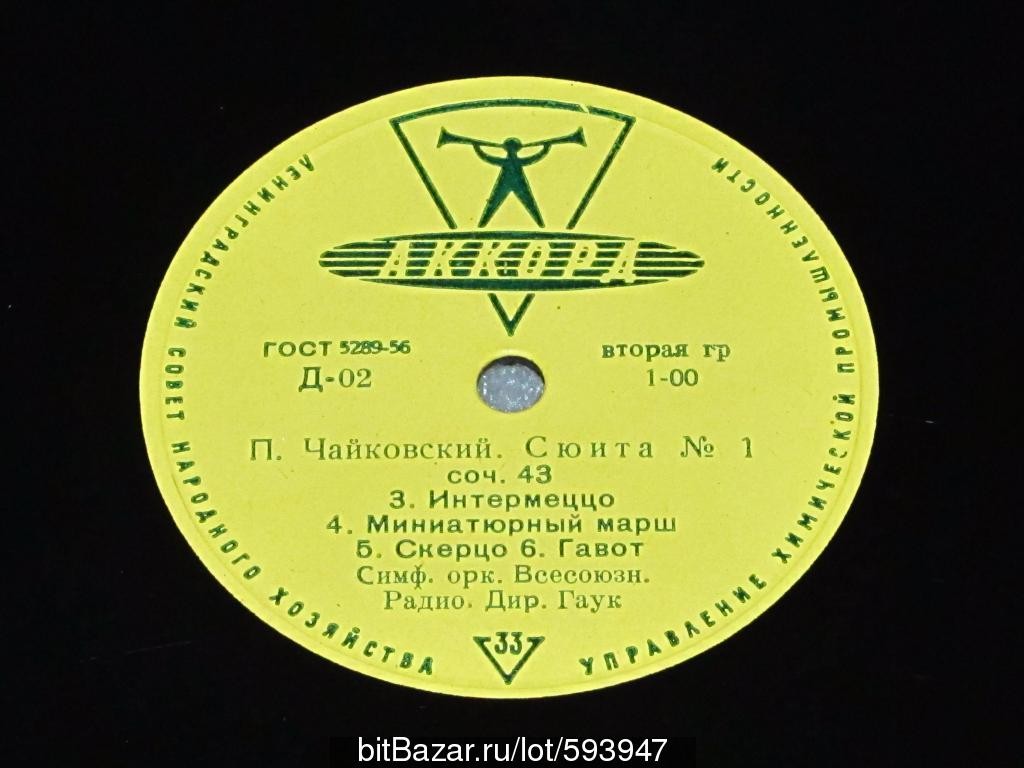 ЛЕНИНГРАДСКИЙ СОВЕТ НАРОДНОГО ХОЗЯЙСТВА
УПРАВЛЕНИЕ ХИМИЧЕСКОЙ ПРОМЫШЛЕННОСТИ
АККОРД
ГОСТ 5289-56
Д-02
вторая гр
1-00
П. Чайковский. Сюита № 1
соч. 43
3. Интермеццо
4. Миниатюрный марш
5. Скерцо 6. Гавот
Симф. орк. Всесоюзн.
Радио. Дир. Гаук
33
bitBazar.ru/lot/593947